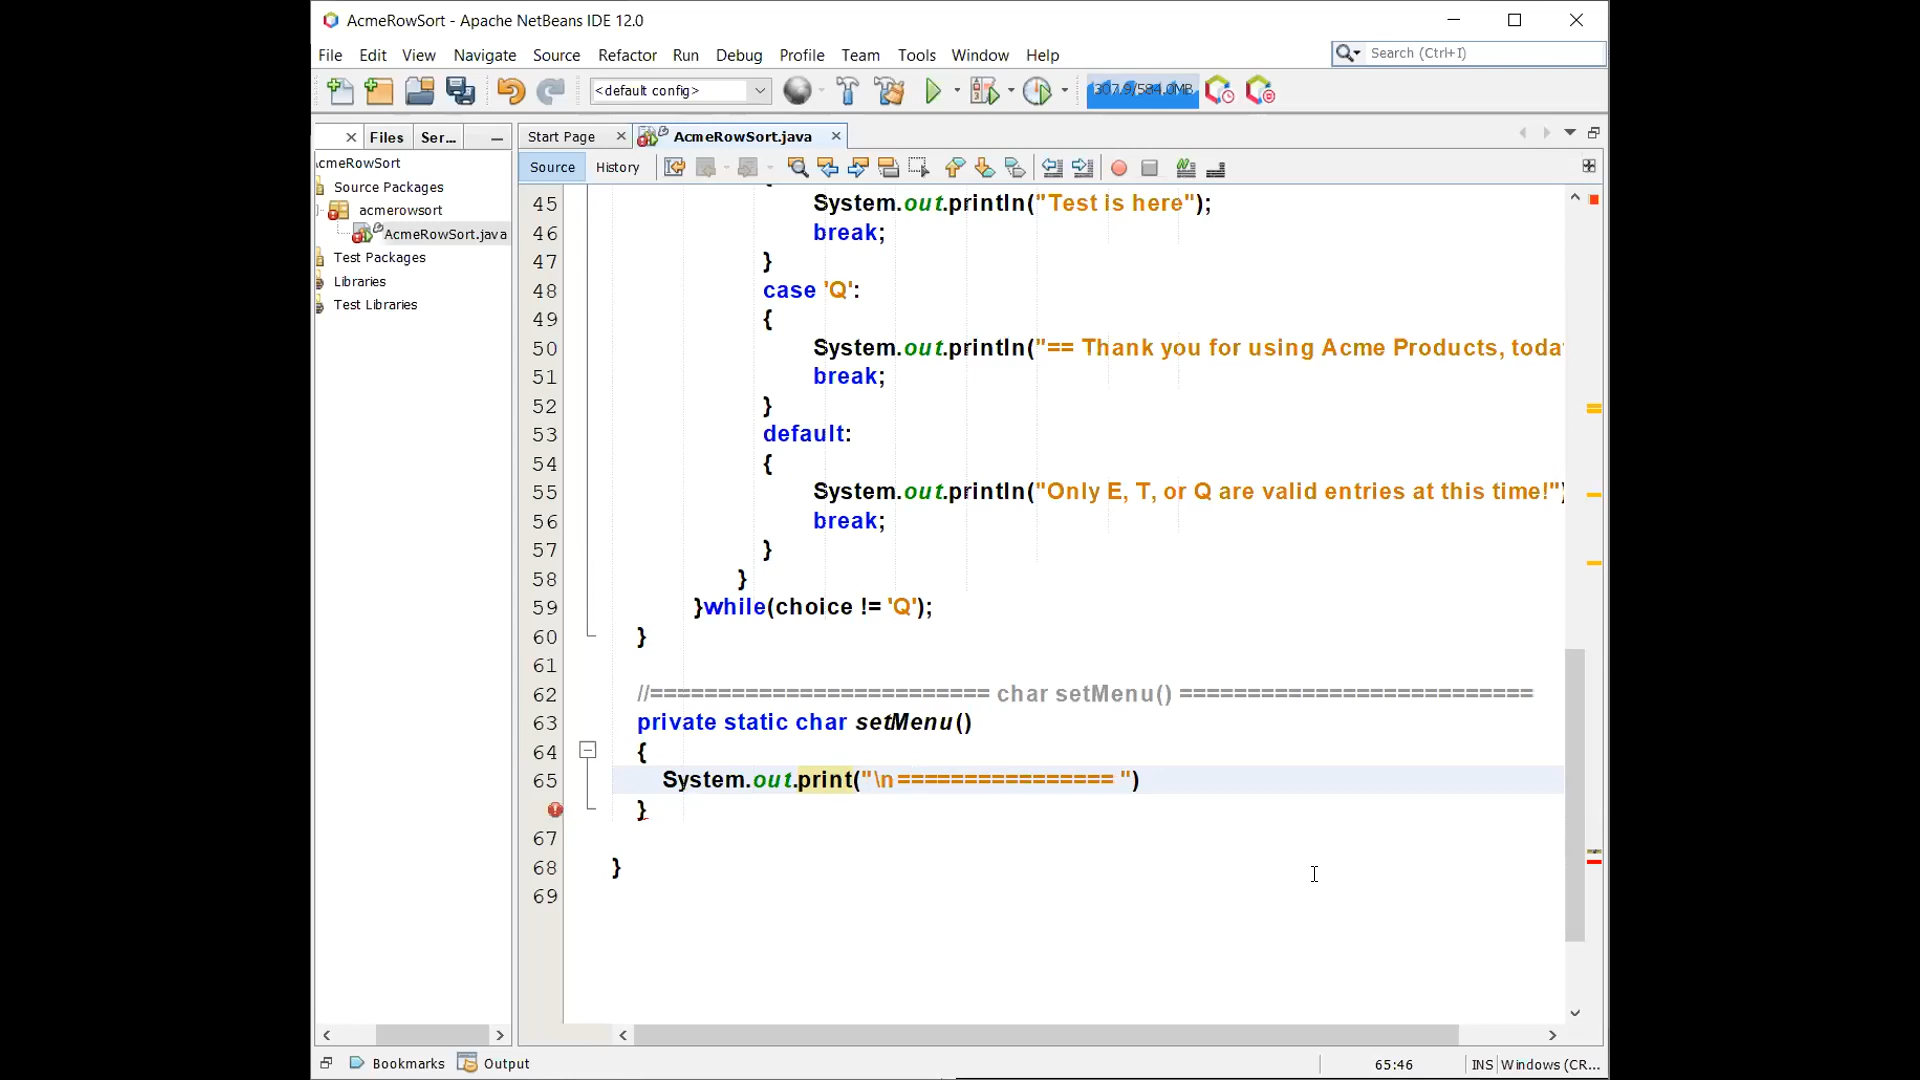 AcmeRowSort - Apache NetBeans IDE 12.0
File Edit View Navigate Source Refactor Run Debug Profile Team Tools Window Help
Search (Ctrl+I)
<default config>
307.9/584.0MB
Files Ser...
Start Page
AcmeRowSort.java
Source History
cmeRowSort
Source Packages
acmerowsort
AcmeRowSort.java
Test Packages
Libraries
Test Libraries
45 System.out.println("Test is here");
46 break;
47 }
48 case 'Q':
49 {
50 System.out.println("== Thank you for using Acme Products, toda
51 break;
52 }
53 default:
54 {
55 System.out.println("Only E, T, or Q are valid entries at this time!")
56 break;
57 }
58 }
59 }while(choice != 'Q');
60 }
61
62 //========================== char setMenu() ===========================
63 private static char setMenu()
64 {
65 System.out.print("\n================ ")
}
67
68 }
69
Bookmarks Output
65:46 INS Windows (CR...